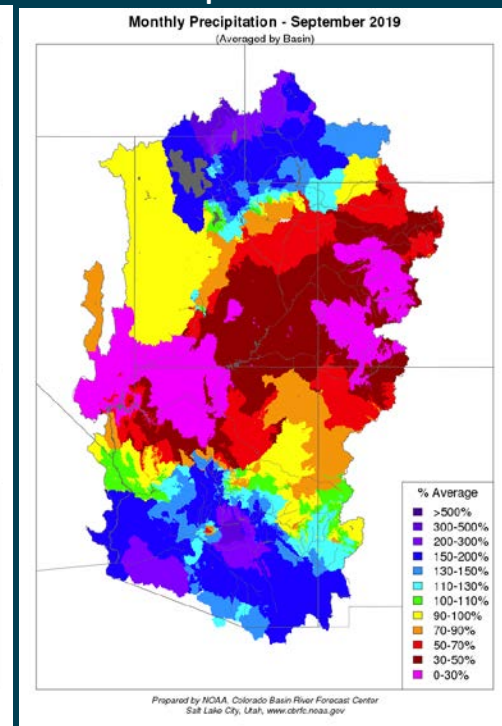 Monthly Precipitation - September 2019
(Averaged by Basin)
% Average
>500%
300-500%
200-300%
150-200%
130-150%
110-130%
100-110%
90-100%
70-90%
50-70%
30-50%
0-30%
Prepared by NOAA, Colorado Basin River Forecast Center
Salt Lake City, Utah, www.cbrfc.noaa.gov